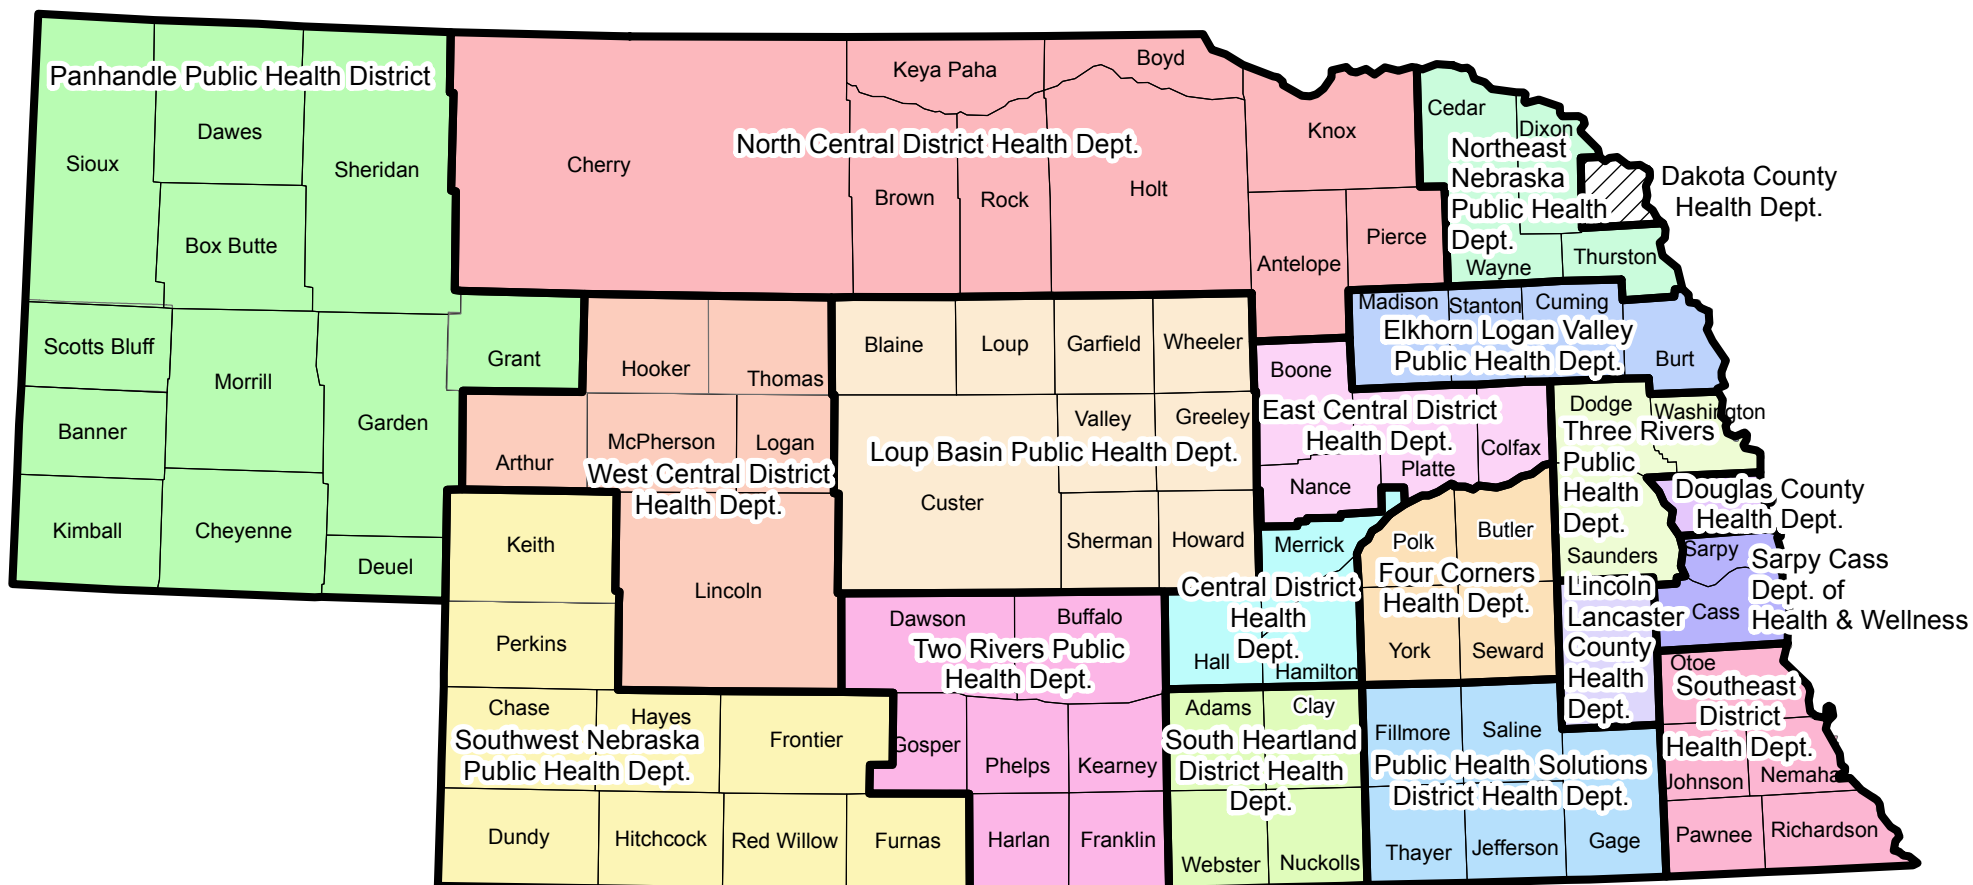 Panhandle Public Health District
Sioux
Dawes
Sheridan
Box Butte
Scotts Bluff
Morrill
Garden
Grant
Banner
Kimball
Cheyenne
Deuel
North Central District Health Dept.
Cherry
Keya Paha
Boyd
Knox
Brown
Rock
Holt
Antelope
Pierce
Cedar
Dixon
Northeast
Nebraska
Public Health
Dept.
Wayne
Thurston
Dakota County
Health Dept.
Madison
Stanton
Cuming
Elkhorn Logan Valley
Public Health Dept.
Burt
Hooker
Thomas
Arthur
McPherson
Logan
West Central District
Health Dept.
Lincoln
Blaine
Loup
Garfield
Wheeler
Valley
Greeley
Loup Basin Public Health Dept.
Custer
Sherman
Howard
Boone
East Central District
Health Dept.
Platte
Colfax
Nance
Dodge
Washington
Three Rivers
Public
Health
Dept.
Saunders
Douglas County
Health Dept.
Sarpy
Cass
Sarpy Cass
Dept. of
Health & Wellness
Merrick
Central District
Health
Dept.
Hall
Hamilton
Polk
Butler
Four Corners
Health Dept.
York
Seward
Lincoln
Lancaster
County
Health
Dept.
Keith
Perkins
Chase
Hayes
Frontier
Southwest Nebraska
Public Health Dept.
Dundy
Hitchcock
Red Willow
Furnas
Dawson
Buffalo
Two Rivers Public
Health Dept.
Gosper
Phelps
Kearney
Harlan
Franklin
Adams
Clay
South Heartland
District Health
Dept.
Webster
Nuckolls
Fillmore
Saline
Public Health Solutions
District Health Dept.
Thayer
Jefferson
Gage
Otoe
Southeast
District
Health Dept.
Johnson
Nemaha
Pawnee
Richardson